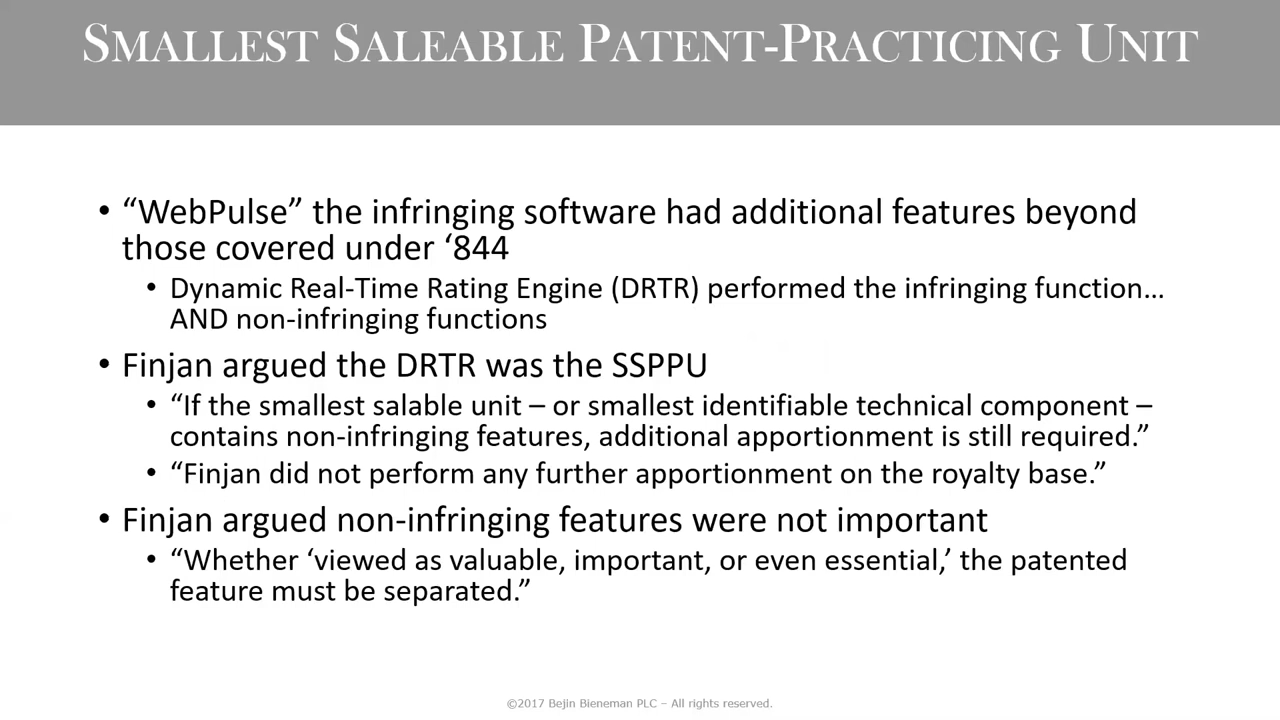 SMALLEST SALEABLE PATENT-PRACTICING UNIT
• “WebPulse” the infringing software had additional features beyond
those covered under ‘844
• Dynamic Real-Time Rating Engine (DRTR) performed the infringing function…
AND non-infringing functions
• Finjan argued the DRTR was the SSPPU
• “If the smallest salable unit – or smallest identifiable technical component –
contains non-infringing features, additional apportionment is still required.”
• “Finjan did not perform any further apportionment on the royalty base.”
• Finjan argued non-infringing features were not important
• “Whether ‘viewed as valuable, important, or even essential,’ the patented
feature must be separated.”
©2017 Bejin Bieneman PLC – All rights reserved.